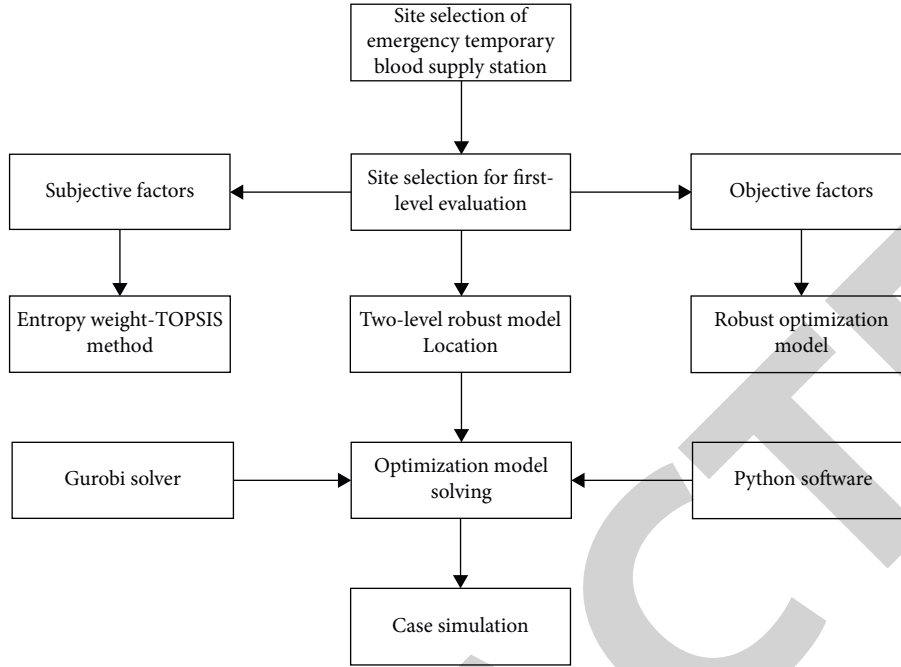 Site selection of
emergency temporary
blood supply station
Subjective factors
Site selection for first-
level evaluation
Objective factors
Entropy weight-TOPSIS
method
Two-level robust model
Location
Robust optimization
model
Gurobi solver
Optimization model
solving
Python software
Case simulation